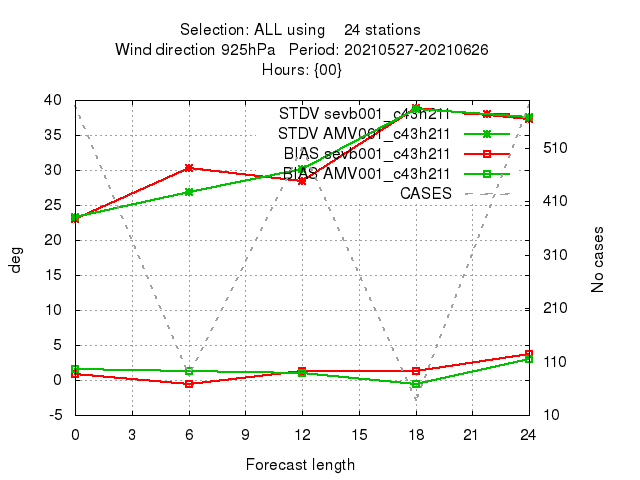 Selection: ALL using    24 stations
Wind direction 925hPa   Period: 20210527-20210626
Hours: {00}
STDV sevb001_c43h211
STDV AMV001_c43h211
BIAS sevb001_c43h211
BIAS AMV001_c43h211
CASES
deg
40
35
30
25
20
15
10
5
0
-5
No cases
510
410
310
210
110
10
0 3 6 9 12 15 18 21 24
Forecast length